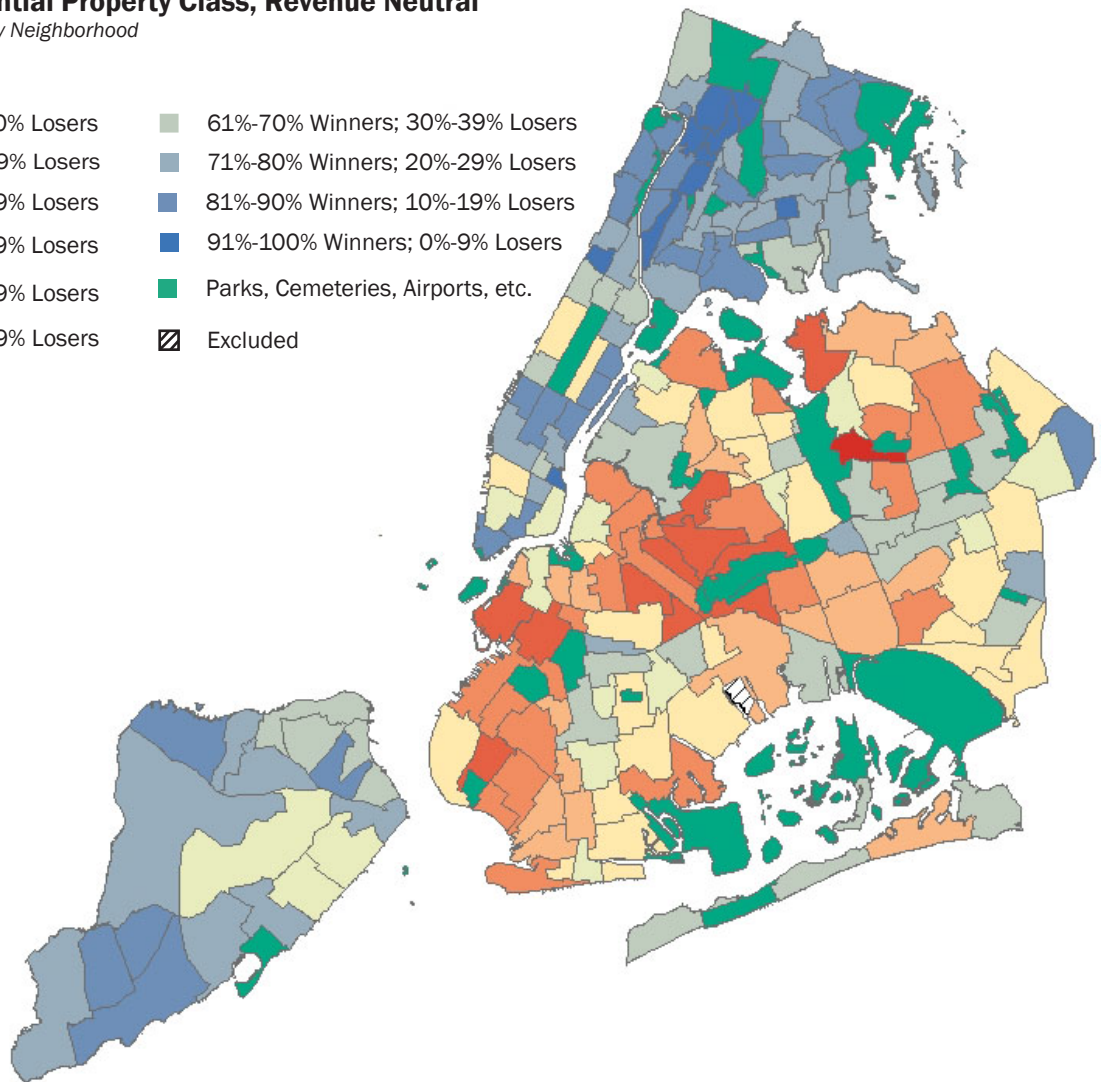 ntial Property Class, Revenue Neutral
y Neighborhood
0% Losers
9% Losers
9% Losers
9% Losers
9% Losers
9% Losers
61%-70% Winners; 30%-39% Losers
71%-80% Winners; 20%-29% Losers
81%-90% Winners; 10%-19% Losers
91%-100% Winners; 0%-9% Losers
Parks, Cemeteries, Airports, etc.
Excluded